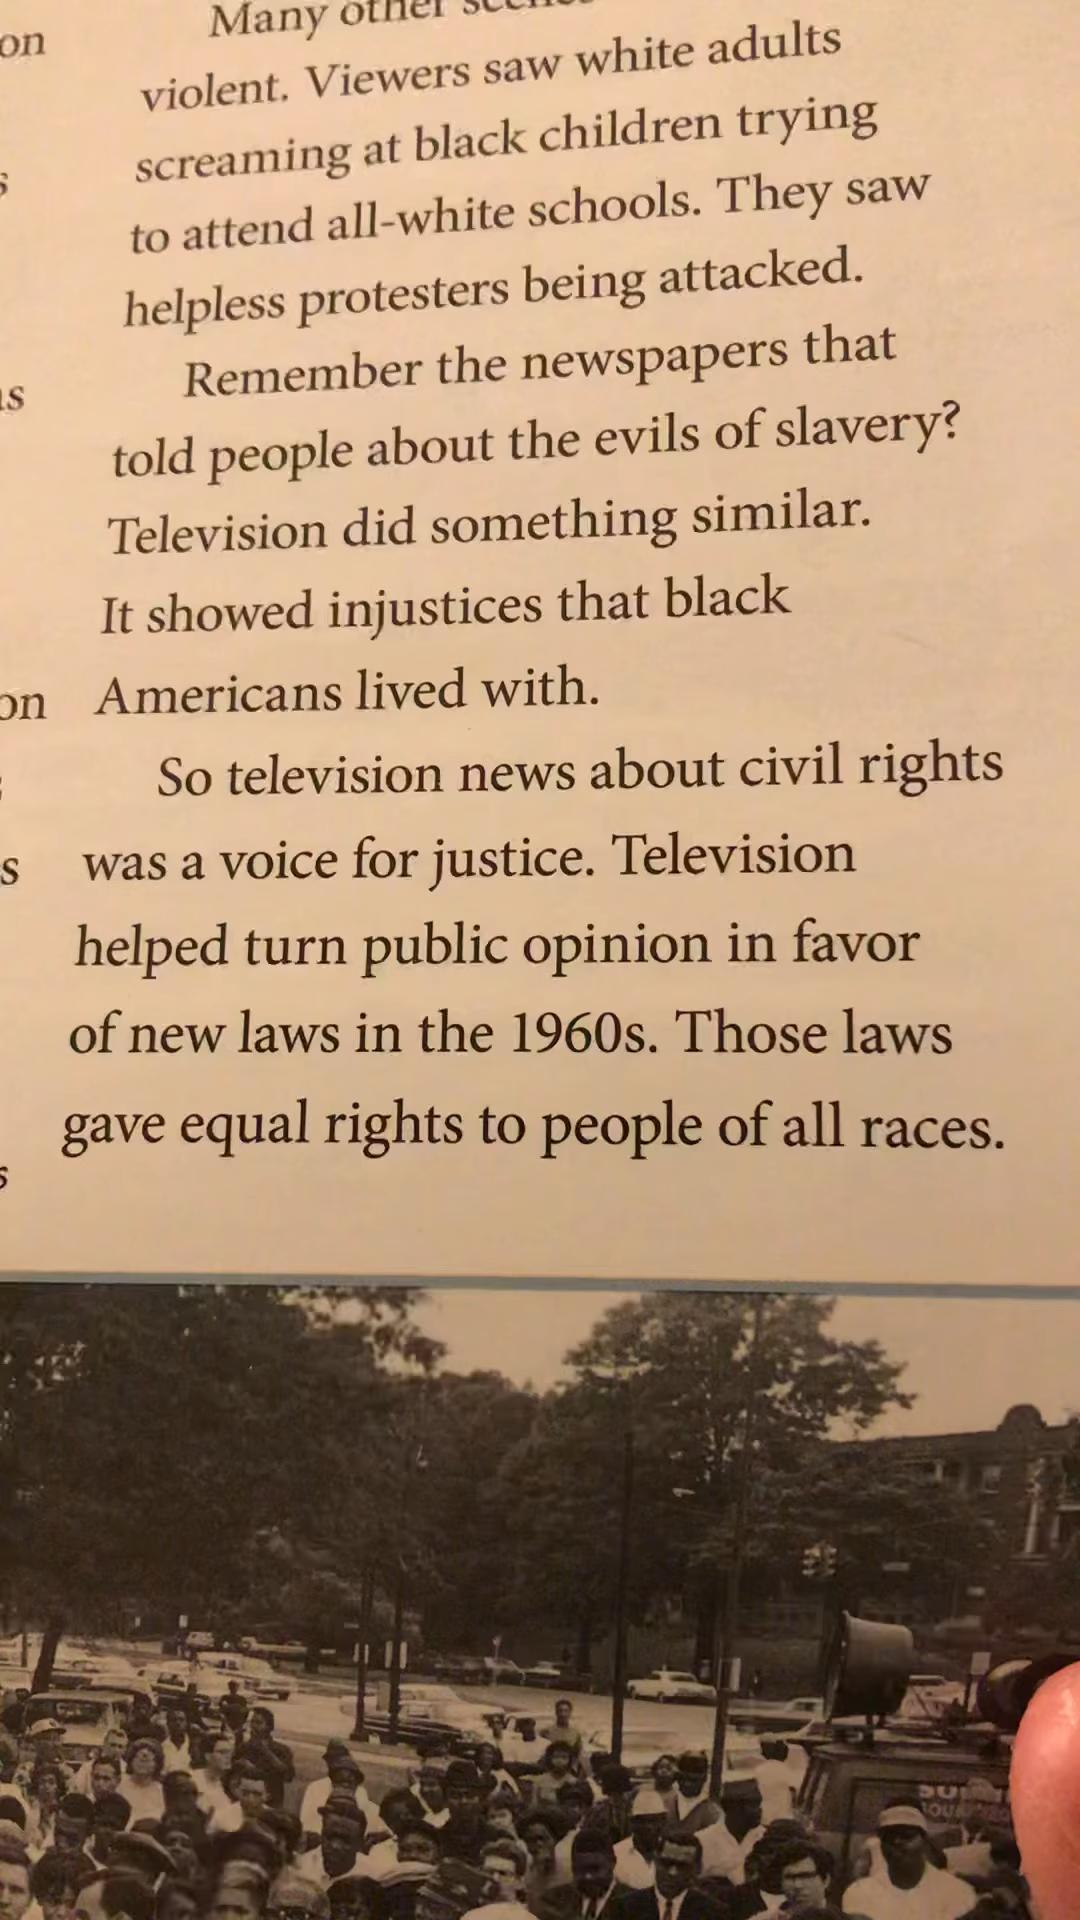 Many other
violent. Viewers saw white adults
screaming at black children trying
to attend all-white schools. They saw
helpless protesters being attacked.
Remember the newspapers that
told people about the evils of slavery?
Television did something similar.
It showed injustices that black
Americans lived with.
So television news about civil rights
was a voice for justice. Television
helped turn public opinion in favor
of new laws in the 1960s. Those laws
gave equal rights to people of all races.